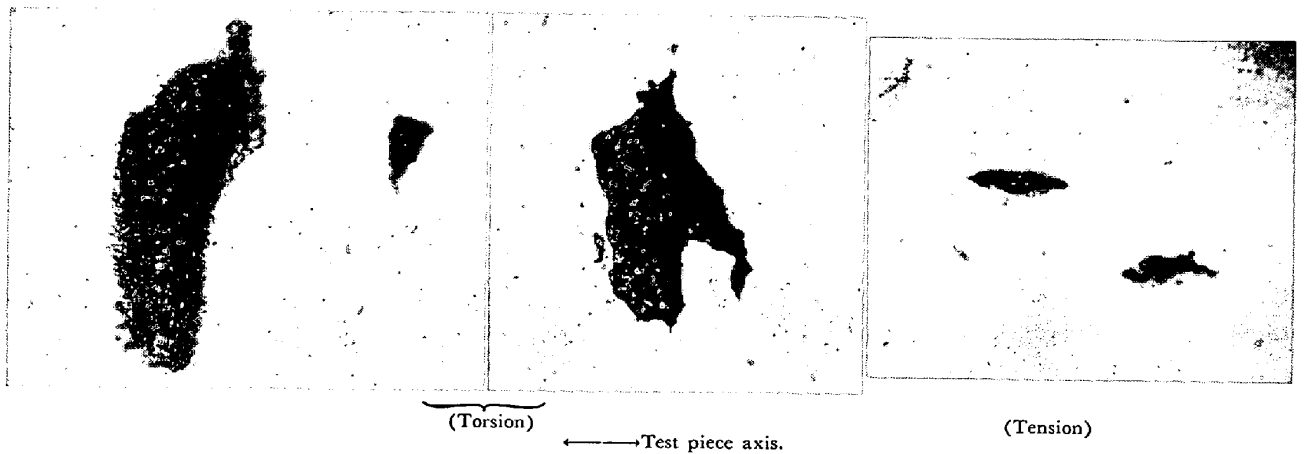 (Torsion)
(Tension)
←—→Test piece axis.